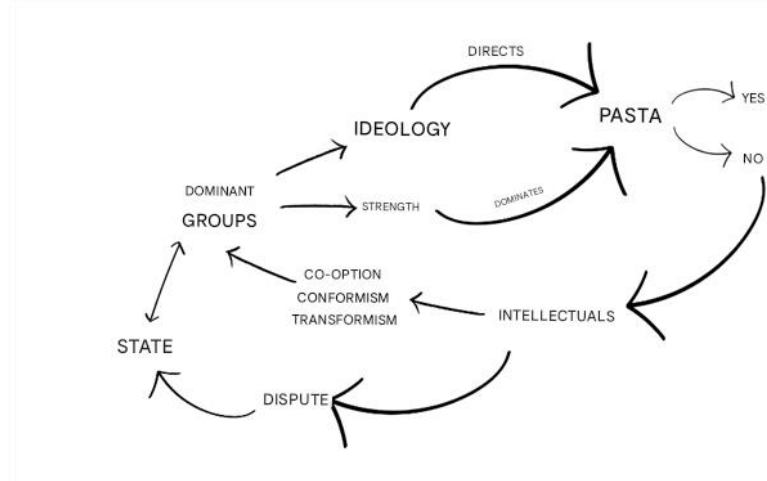 DIRECTS
IDEOLOGY
PASTA
YES
NO
DOMINANT
GROUPS
STRENGTH
DOMINATES
CO-OPTION
CONFORMISM
TRANSFORMISM
INTELLECTUALS
STATE
DISPUTE